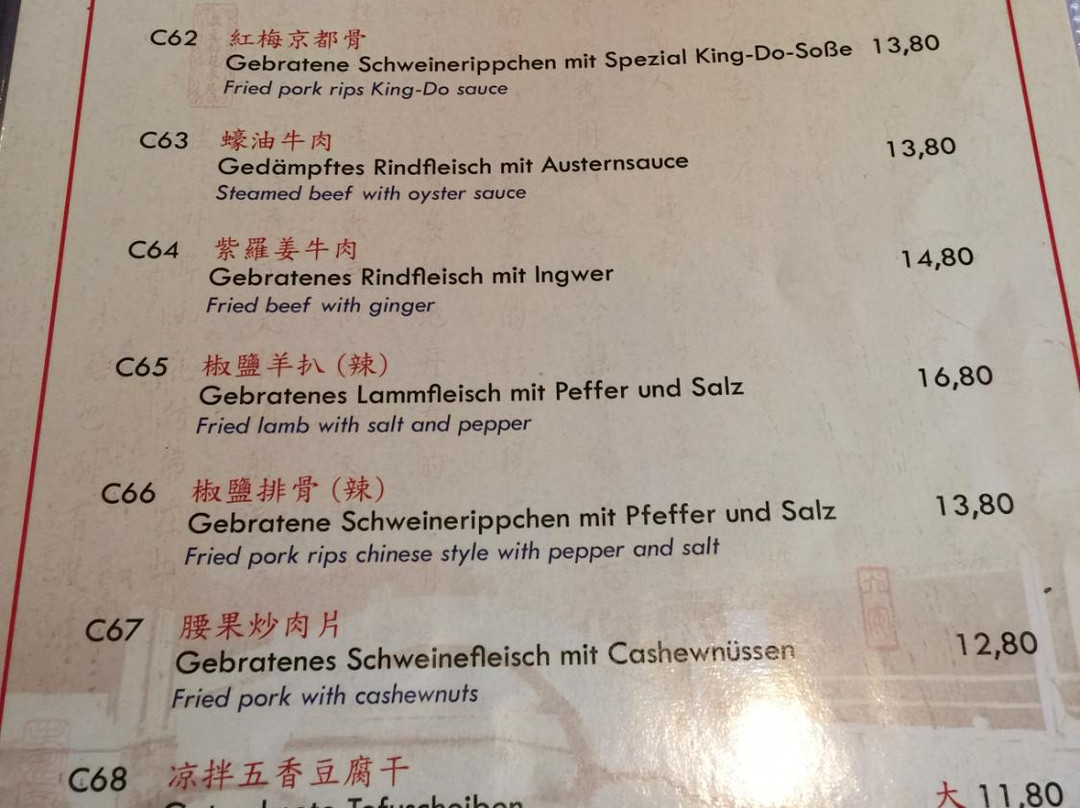 C62 紅梅京都骨
Gebratene Schweinerippchen mit Spezial King-Do-Soße 13,80
Fried pork rips King-Do sauce
C63 蠔油牛肉
Gedämpftes Rindfleisch mit Austernsauce 13,80
Steamed beef with oyster sauce
C64 紫羅姜牛肉
Gebratenes Rindfleisch mit Ingwer 14,80
Fried beef with ginger
C65 椒鹽羊扒 (辣)
Gebratenes Lammfleisch mit Peffer und Salz 16,80
Fried lamb with salt and pepper
C66 椒鹽排骨 (辣)
Gebratene Schweinerippchen mit Pfeffer und Salz 13,80
Fried pork rips chinese style with pepper and salt
C67 腰果炒肉片
Gebratenes Schweinefleisch mit Cashewnüssen 12,80
Fried pork with cashewnuts
C68 凉拌五香豆腐干
Tofuscheiben 大 11,80